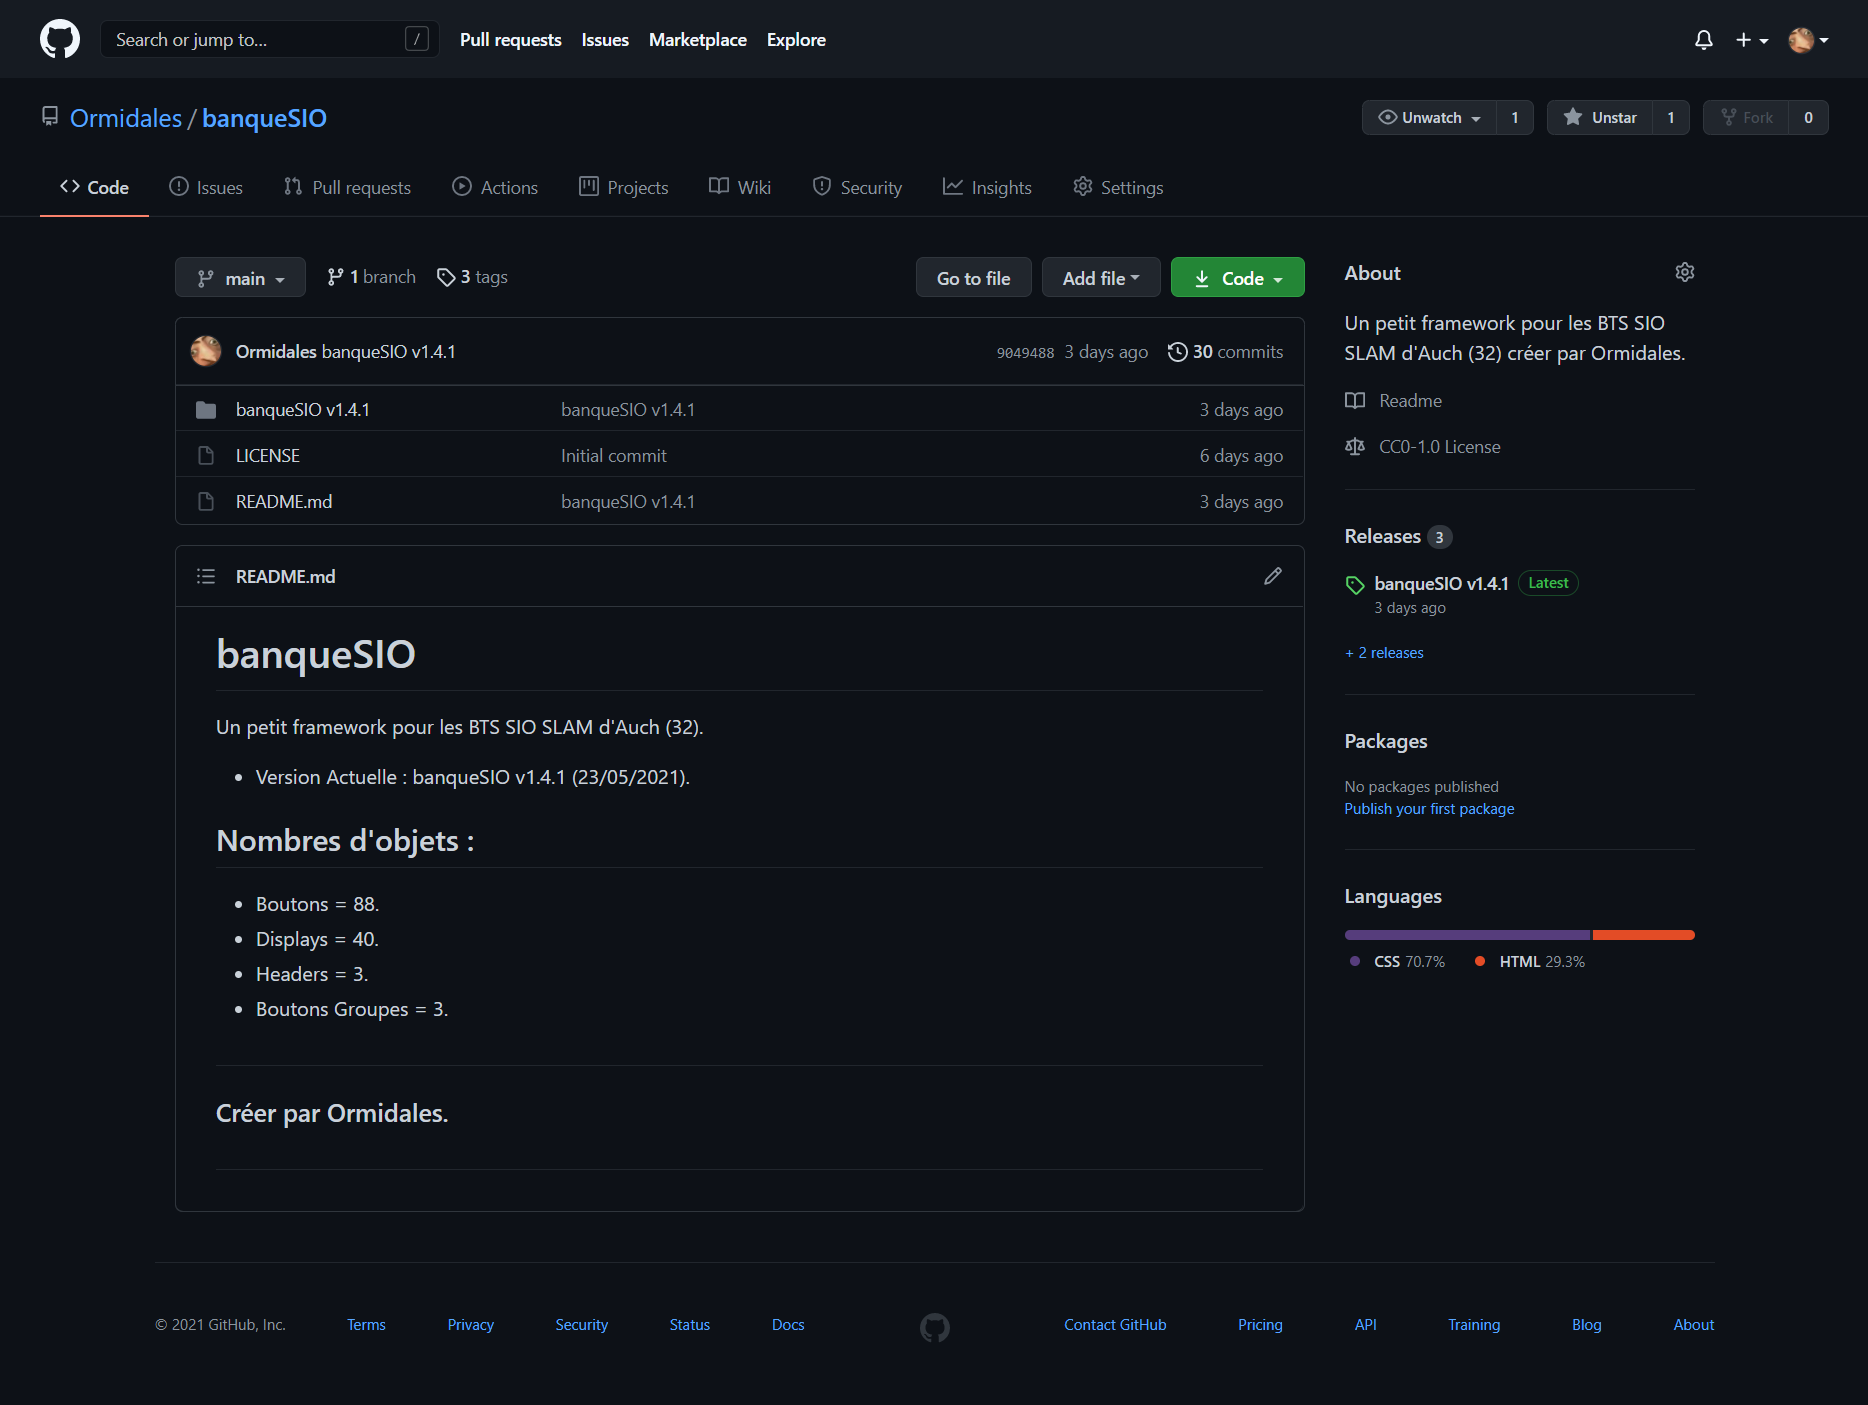 Search or jump to... /
Pull requests Issues Marketplace Explore
Ormidales / banqueSIO
Unwatch 1 Unstar 1 Fork 0
Code Issues Pull requests Actions Projects Wiki Security Insights Settings
main 1 branch 3 tags
Go to file Add file Code
Ormidales banqueSIO v1.4.1 9049488 3 days ago 30 commits
banqueSIO v1.4.1 banqueSIO v1.4.1 3 days ago
LICENSE Initial commit 6 days ago
README.md banqueSIO v1.4.1 3 days ago
README.md
banqueSIO
Un petit framework pour les BTS SIO SLAM d'Auch (32).
Version Actuelle : banqueSIO v1.4.1 (23/05/2021).
Nombres d'objets :
Boutons = 88.
Displays = 40.
Headers = 3.
Boutons Groupes = 3.
Créer par Ormidales.
About
Un petit framework pour les BTS SIO
SLAM d'Auch (32) créer par Ormidales.
Readme
CC0-1.0 License
Releases 3
banqueSIO v1.4.1 Latest
3 days ago
+ 2 releases
Packages
No packages published
Publish your first package
Languages
CSS 70.7% HTML 29.3%
© 2021 GitHub, Inc. Terms Privacy Security Status Docs Contact GitHub Pricing API Training Blog About